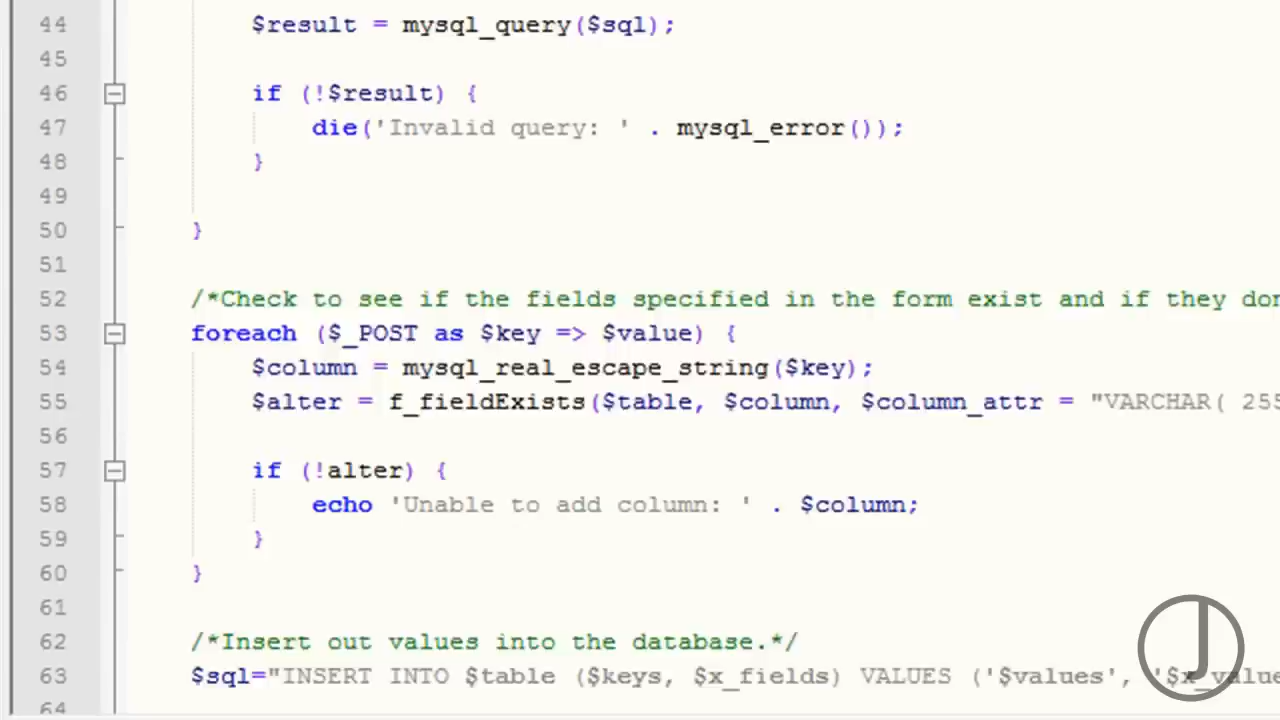 44 $result = mysql_query($sql);
45
46 if (!$result) {
47 die('Invalid query: ' . mysql_error());
48 }
49
50 }
51
52 /*Check to see if the fields specified in the form exist and if they don
53 foreach ($_POST as $key => $value) {
54 $column = mysql_real_escape_string($key);
55 $alter = f_fieldExists($table, $column, $column_attr = "VARCHAR( 255
56
57 if (!alter) {
58 echo 'Unable to add column: ' . $column;
59 }
60 }
61
62 /*Insert out values into the database.*/
63 $sql="INSERT INTO $table ($keys, $x_fields) VALUES ('$values', '$x_value
64
J